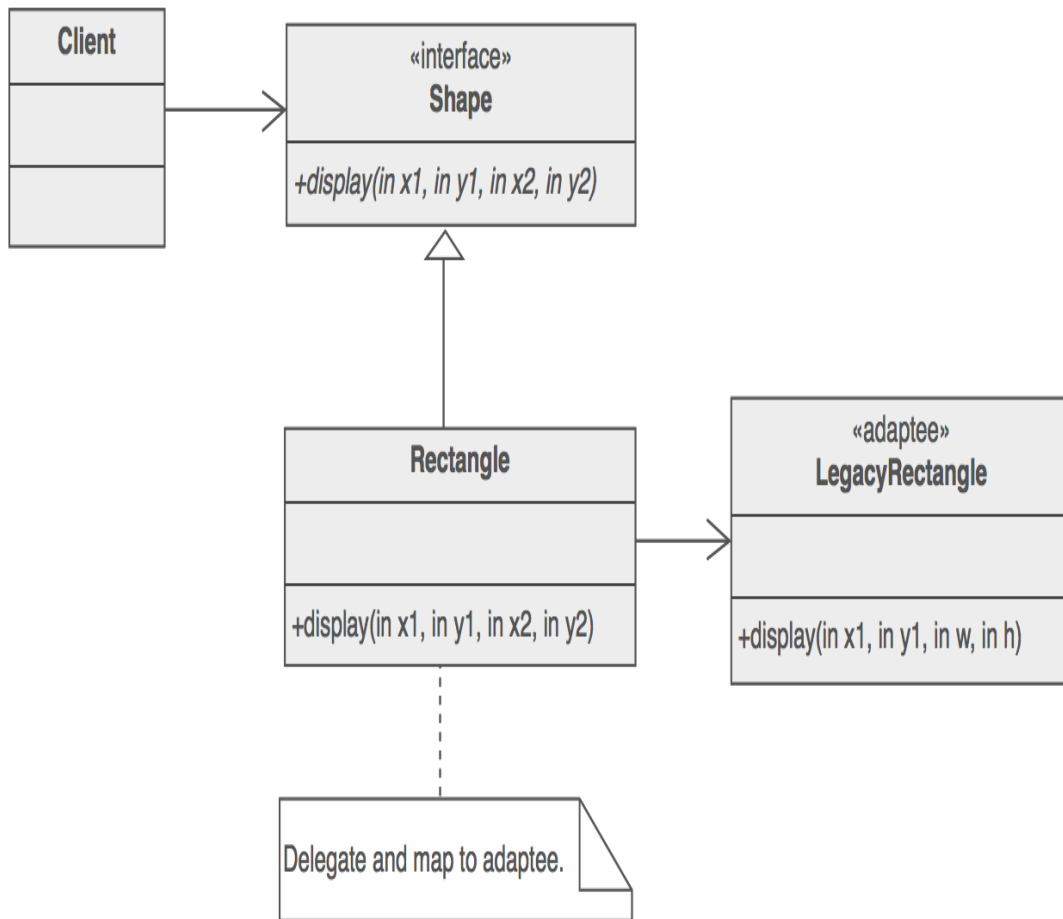 Client
«interface»
Shape
+display(in x1, in y1, in x2, in y2)
Rectangle
+display(in x1, in y1, in x2, in y2)
«adaptee»
LegacyRectangle
+display(in x1, in y1, in w, in h)
Delegate and map to adaptee.